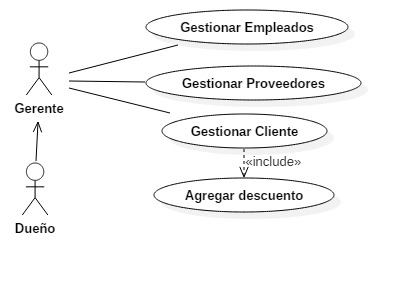 Gestionar Empleados
Gestionar Proveedores
Gerente
Gestionar Cliente
«include»
Agregar descuento
Dueño